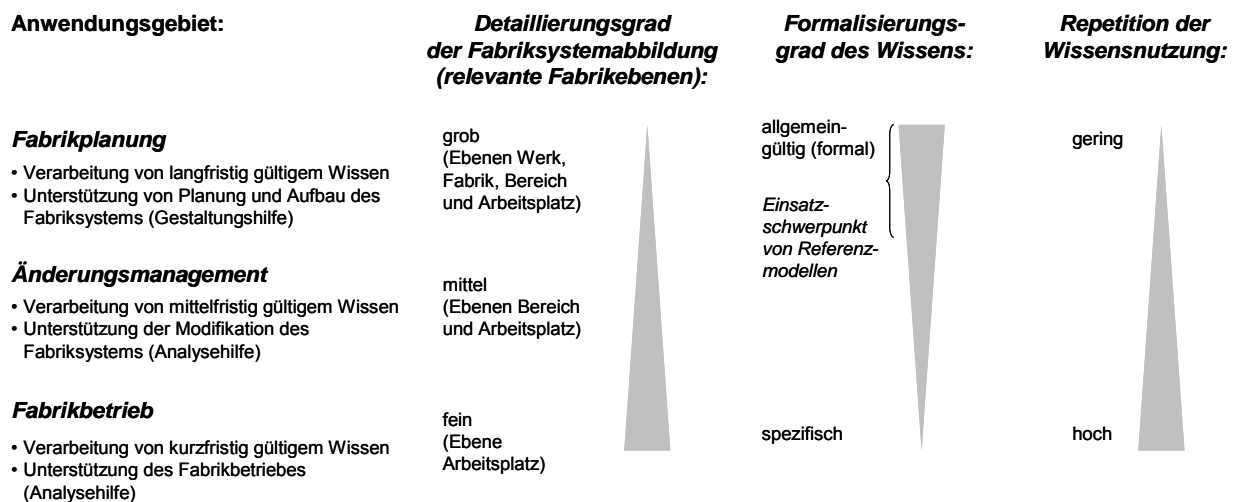 Anwendungsgebiet:
Detaillierungsgrad
der Fabriksystemabbildung
(relevante Fabrikebenen):
Formalisierungs-
grad des Wissens:
Repetition der
Wissensnutzung:
Fabrikplanung
• Verarbeitung von langfristig gültigem Wissen
• Unterstützung von Planung und Aufbau des
Fabriksystems (Gestaltungshilfe)
grob
(Ebenen Werk,
Fabrik, Bereich
und Arbeitsplatz)
allgemein-
gültig (formal)
Einsatz-
schwerpunkt
von Referenz-
modellen
gering
Änderungsmanagement
• Verarbeitung von mittelfristig gültigem Wissen
• Unterstützung der Modifikation des
Fabriksystems (Analysehilfe)
mittel
(Ebenen Bereich
und Arbeitsplatz)
Fabrikbetrieb
• Verarbeitung von kurzfristig gültigem Wissen
• Unterstützung des Fabrikbetriebes
(Analysehilfe)
fein
(Ebene
Arbeitsplatz)
spezifisch
hoch